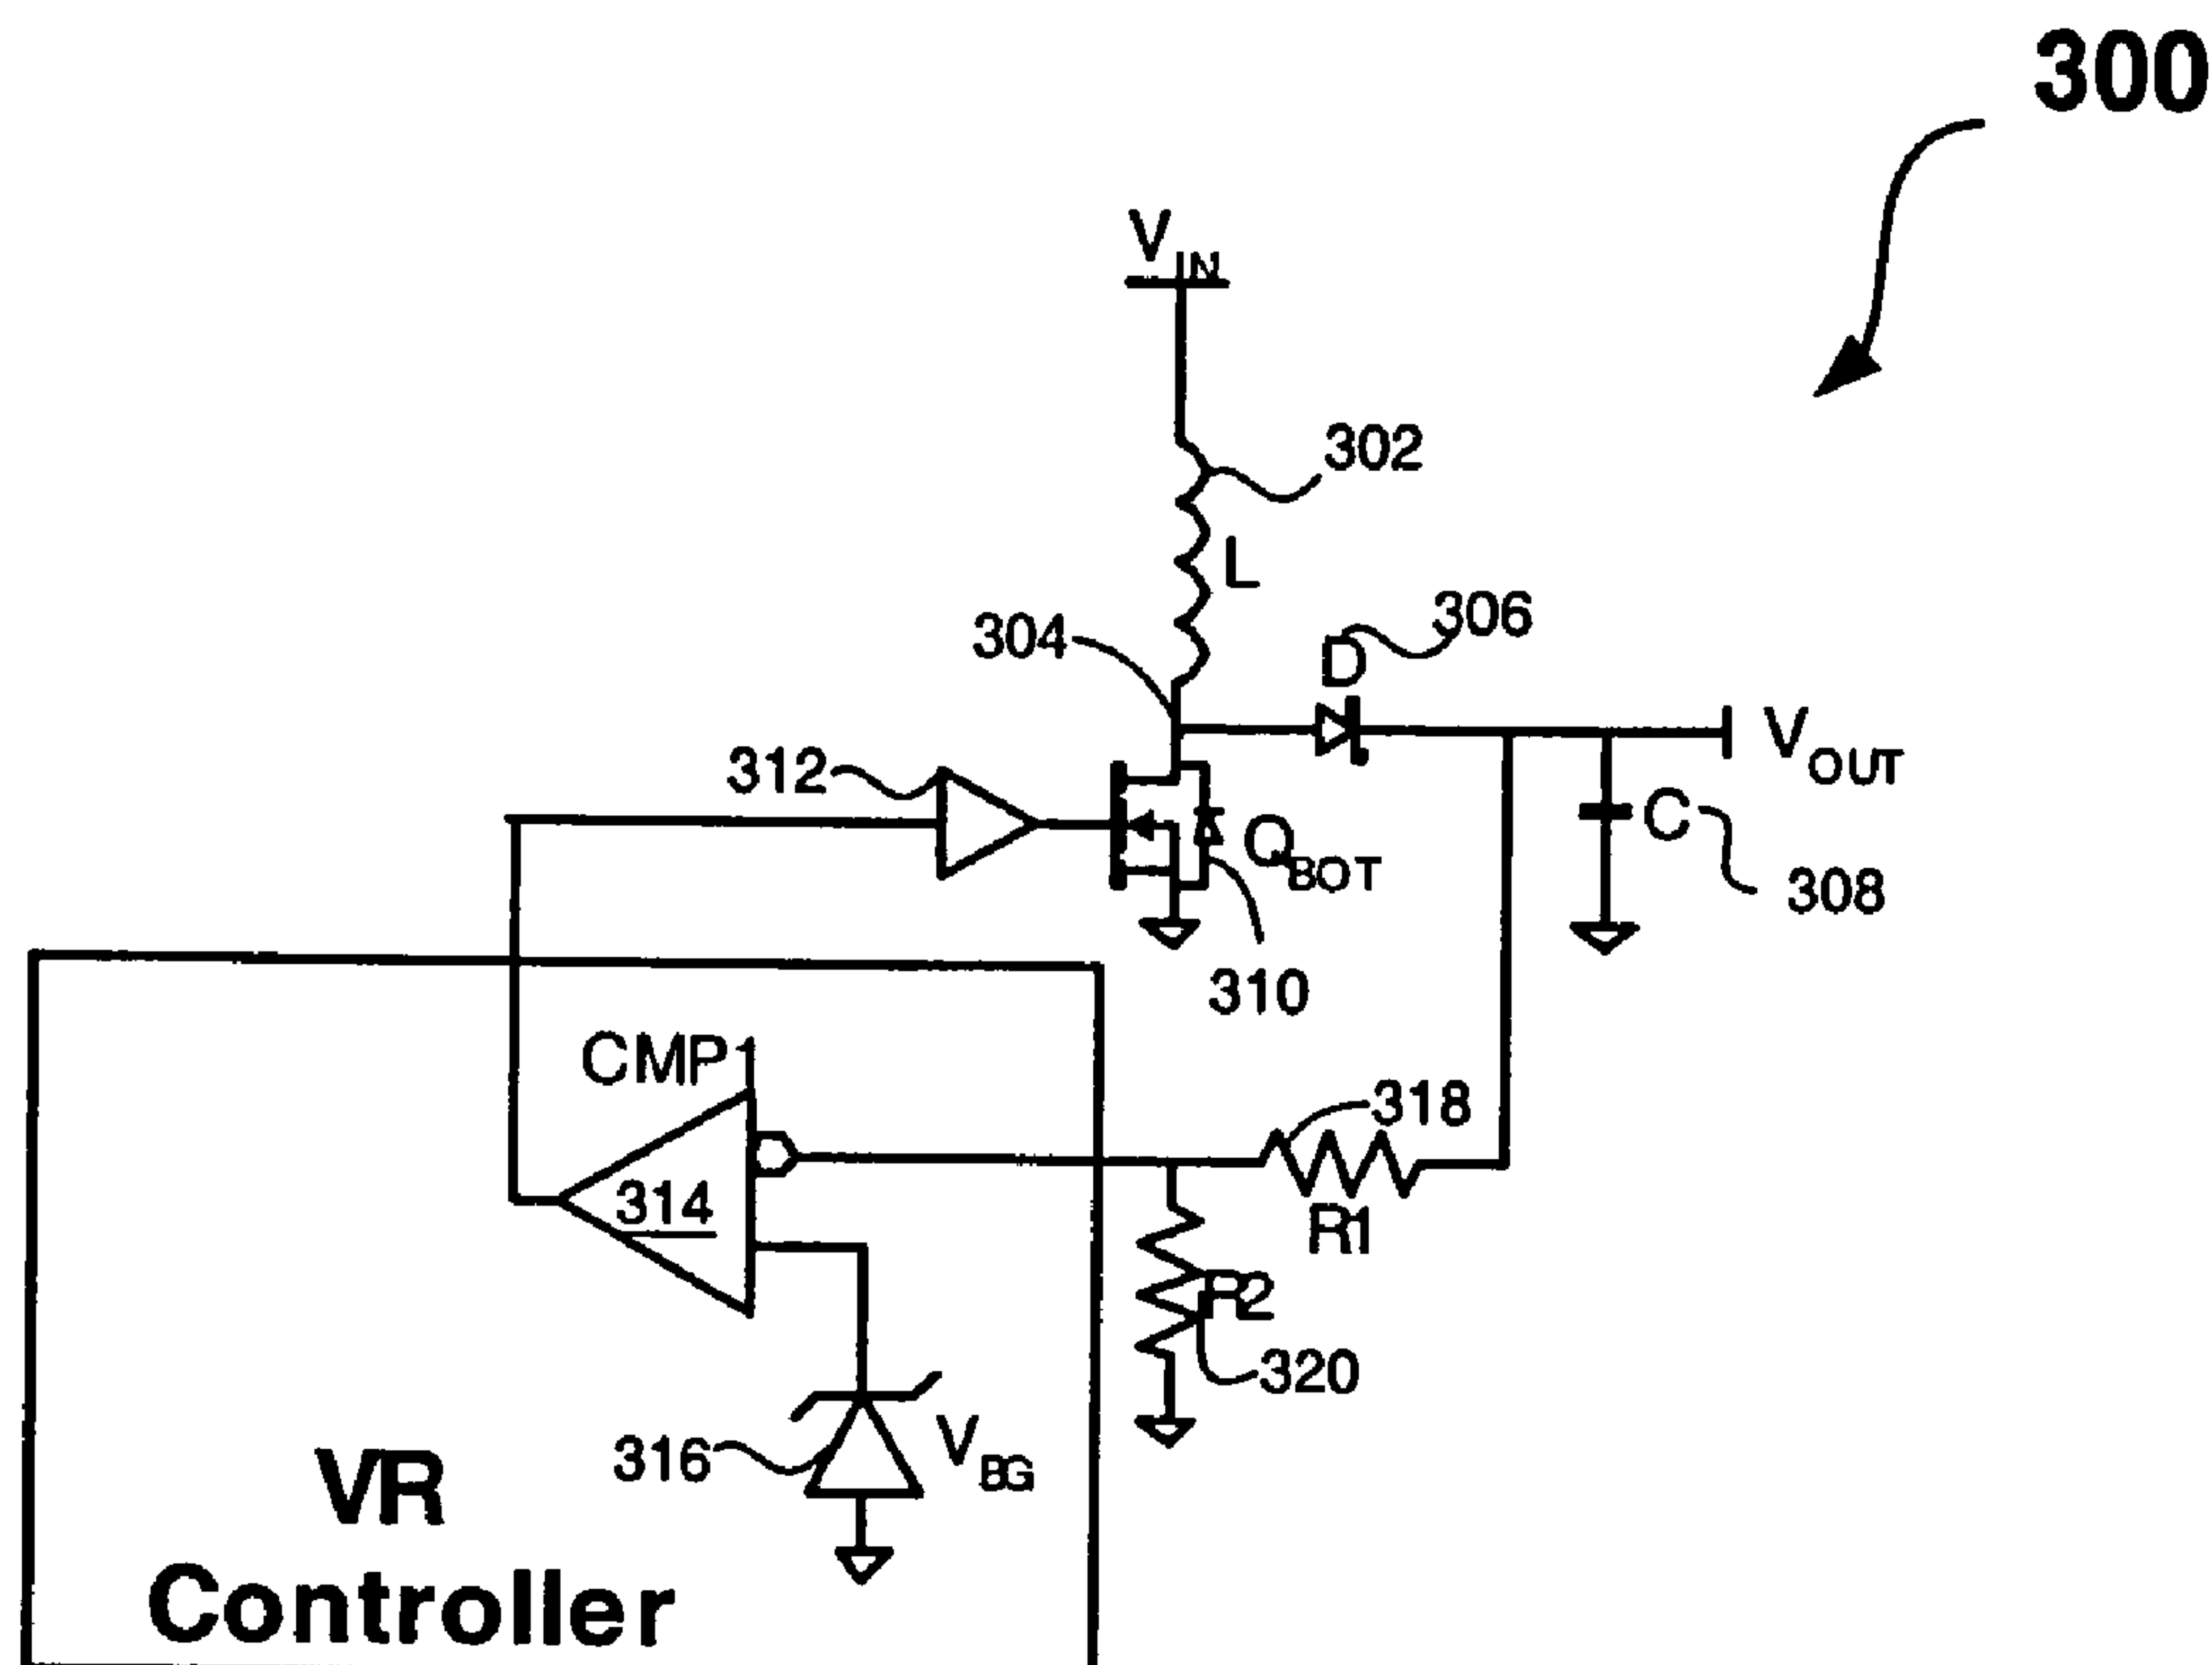 300
VIN
302
L
304
306
D
VOUT
312
C
QBOT
308
310
CMP1
318
314
R1
R2
320
316
VBG
VR
Controller